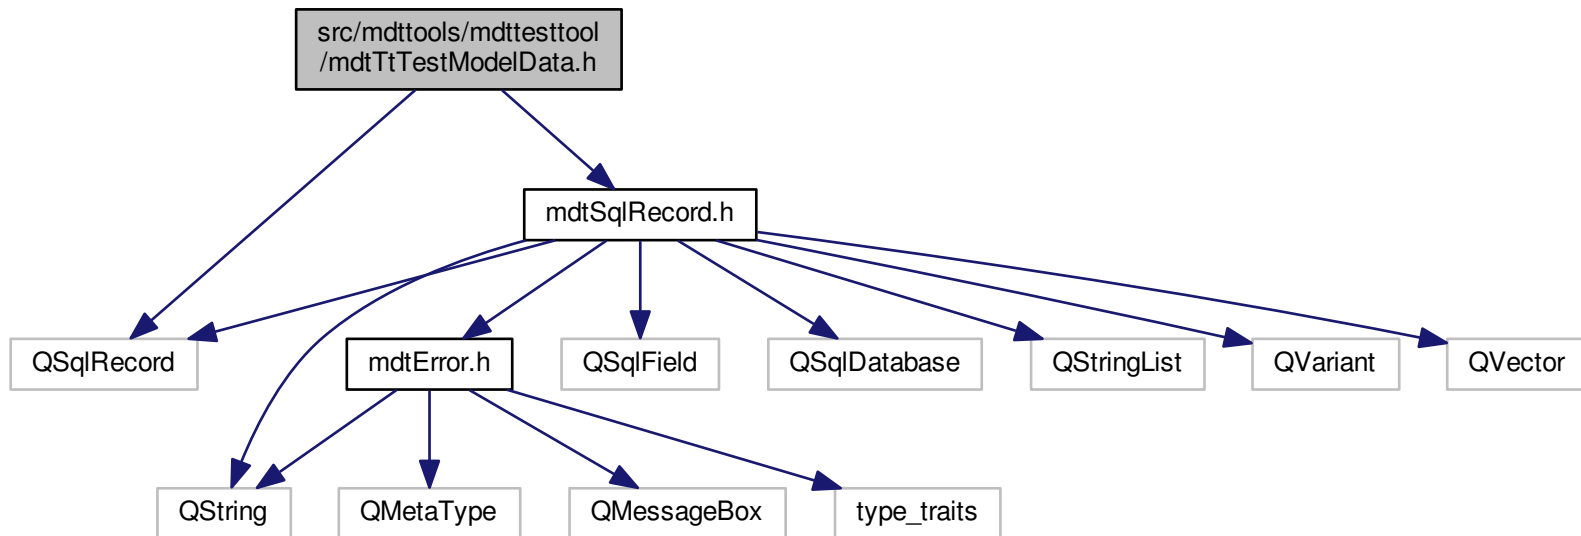 src/mdttools/mdttesttool
/mdtTtTestModelData.h
mdtSqlRecord.h
QSqlRecord
mdtError.h
QSqlField
QSqlDatabase
QStringList
QVariant
QVector
QString
QMetaType
QMessageBox
type_traits